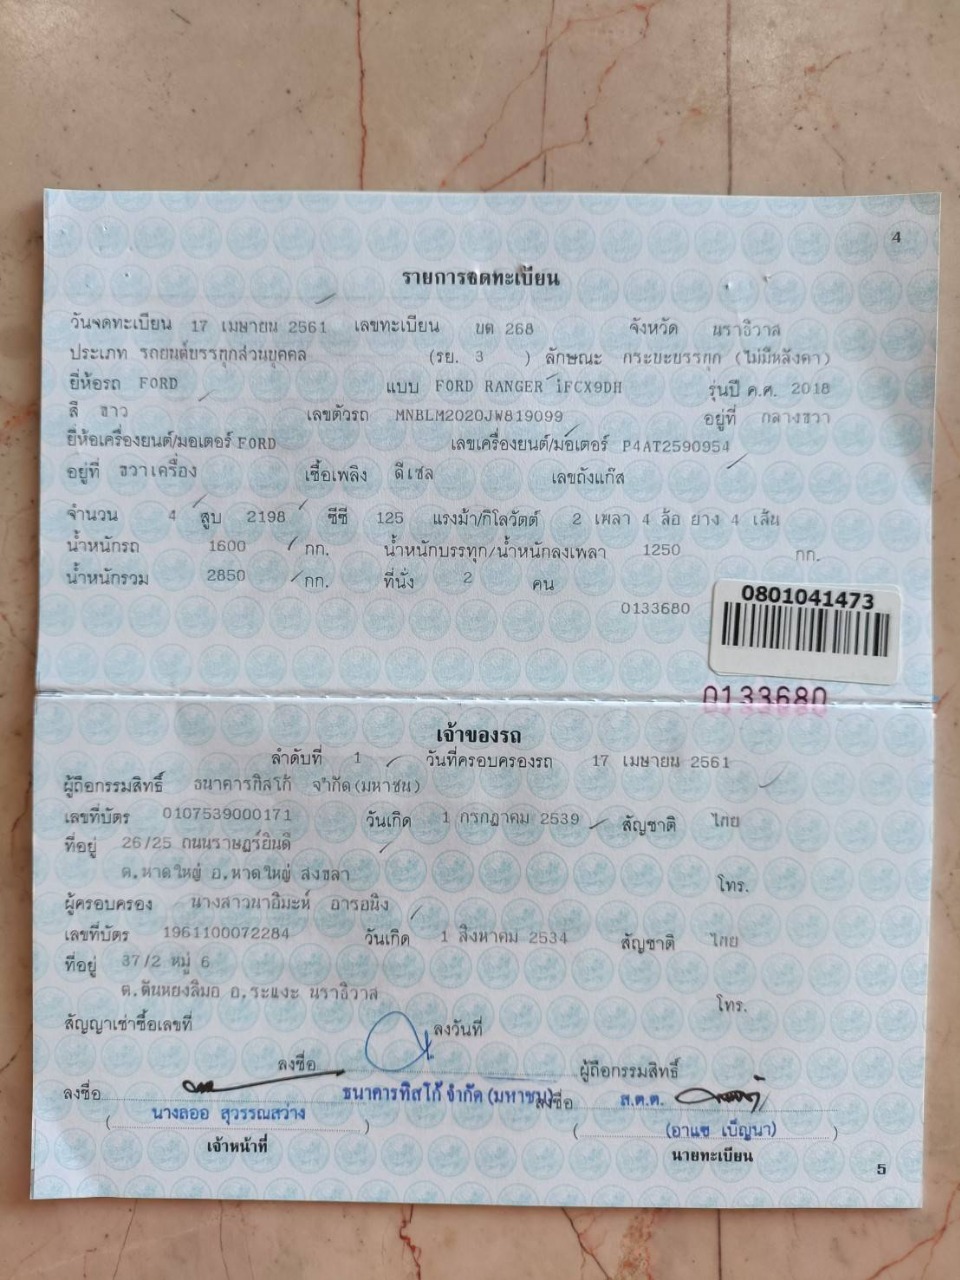 4
รายการจดทะเบียน
วันจดทะเบียน 17 เมษายน 2561 เลขทะเบียน บต 268 จังหวัด นราธิวาส
ประเภท รถยนต์บรรทุกส่วนบุคคล (รย. 3 ) ลักษณะ กระบะบรรทุก (ไม่มีหลังคา)
ยี่ห้อรถ FORD แบบ FORD RANGER iFCX9DH รุ่นปี ค.ศ. 2018
สี ขาว เลขตัวรถ MNBLM2020JW819099 อยู่ที่ กลางขวา
ยี่ห้อเครื่องยนต์/มอเตอร์ FORD เลขเครื่องยนต์/มอเตอร์ P4AT2590954
อยู่ที่ ขวาเครื่อง เชื้อเพลิง ดีเซล เลขถังแก๊ส
จำนวน 4 สูบ 2198 ซีซี 125 แรงม้า/กิโลวัตต์ 2 เพลา 4 ล้อ ยาง 4 เส้น
น้ำหนักรถ 1600 กก. น้ำหนักบรรทุก/น้ำหนักลงเพลา 1250 กก.
น้ำหนักรวม 2850 กก. ที่นั่ง 2 คน
0133680
0801041473
0133680
เจ้าของรถ
ลำดับที่ 1 วันที่ครอบครองรถ 17 เมษายน 2561
ผู้ถือกรรมสิทธิ์ ธนาคารทิสโก้ จำกัด(มหาชน)
เลขที่บัตร 0107539000171 วันเกิด 1 กรกฎาคม 2539 สัญชาติ ไทย
ที่อยู่ 26/25 ถนนราษฎร์ยินดี
ต.หาดใหญ่ อ.หาดใหญ่ สงขลา โทร.
ผู้ครอบครอง นางสาวนาอิมะห์ อารอมิง
เลขที่บัตร 1961100072284 วันเกิด 1 สิงหาคม 2534 สัญชาติ ไทย
ที่อยู่ 37/2 หมู่ 6
ต.ตันหยงลิมอ อ.ระแงะ นราธิวาส โทร.
สัญญาเช่าซื้อเลขที่ ลงวันที่
ลงชื่อ ผู้ถือกรรมสิทธิ์
ลงชื่อ ธนาคารทิสโก้ จำกัด (มหาชน) ลงชื่อ ส.ต.ต.
(นางลออ สุวรรณสว่าง) (อาแซ เบ็ญนา)
เจ้าหน้าที่ นายทะเบียน
5